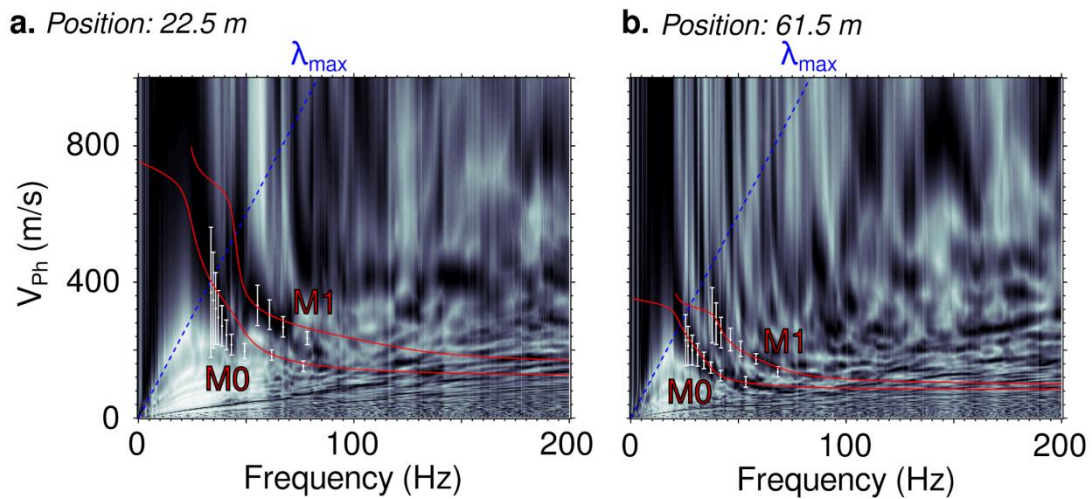 a. Position: 22.5 m
b. Position: 61.5 m
λmax
λmax
800
400
0
VPh (m/s)
M1
M0
M1
M0
0
100
200
0
100
200
Frequency (Hz)
Frequency (Hz)